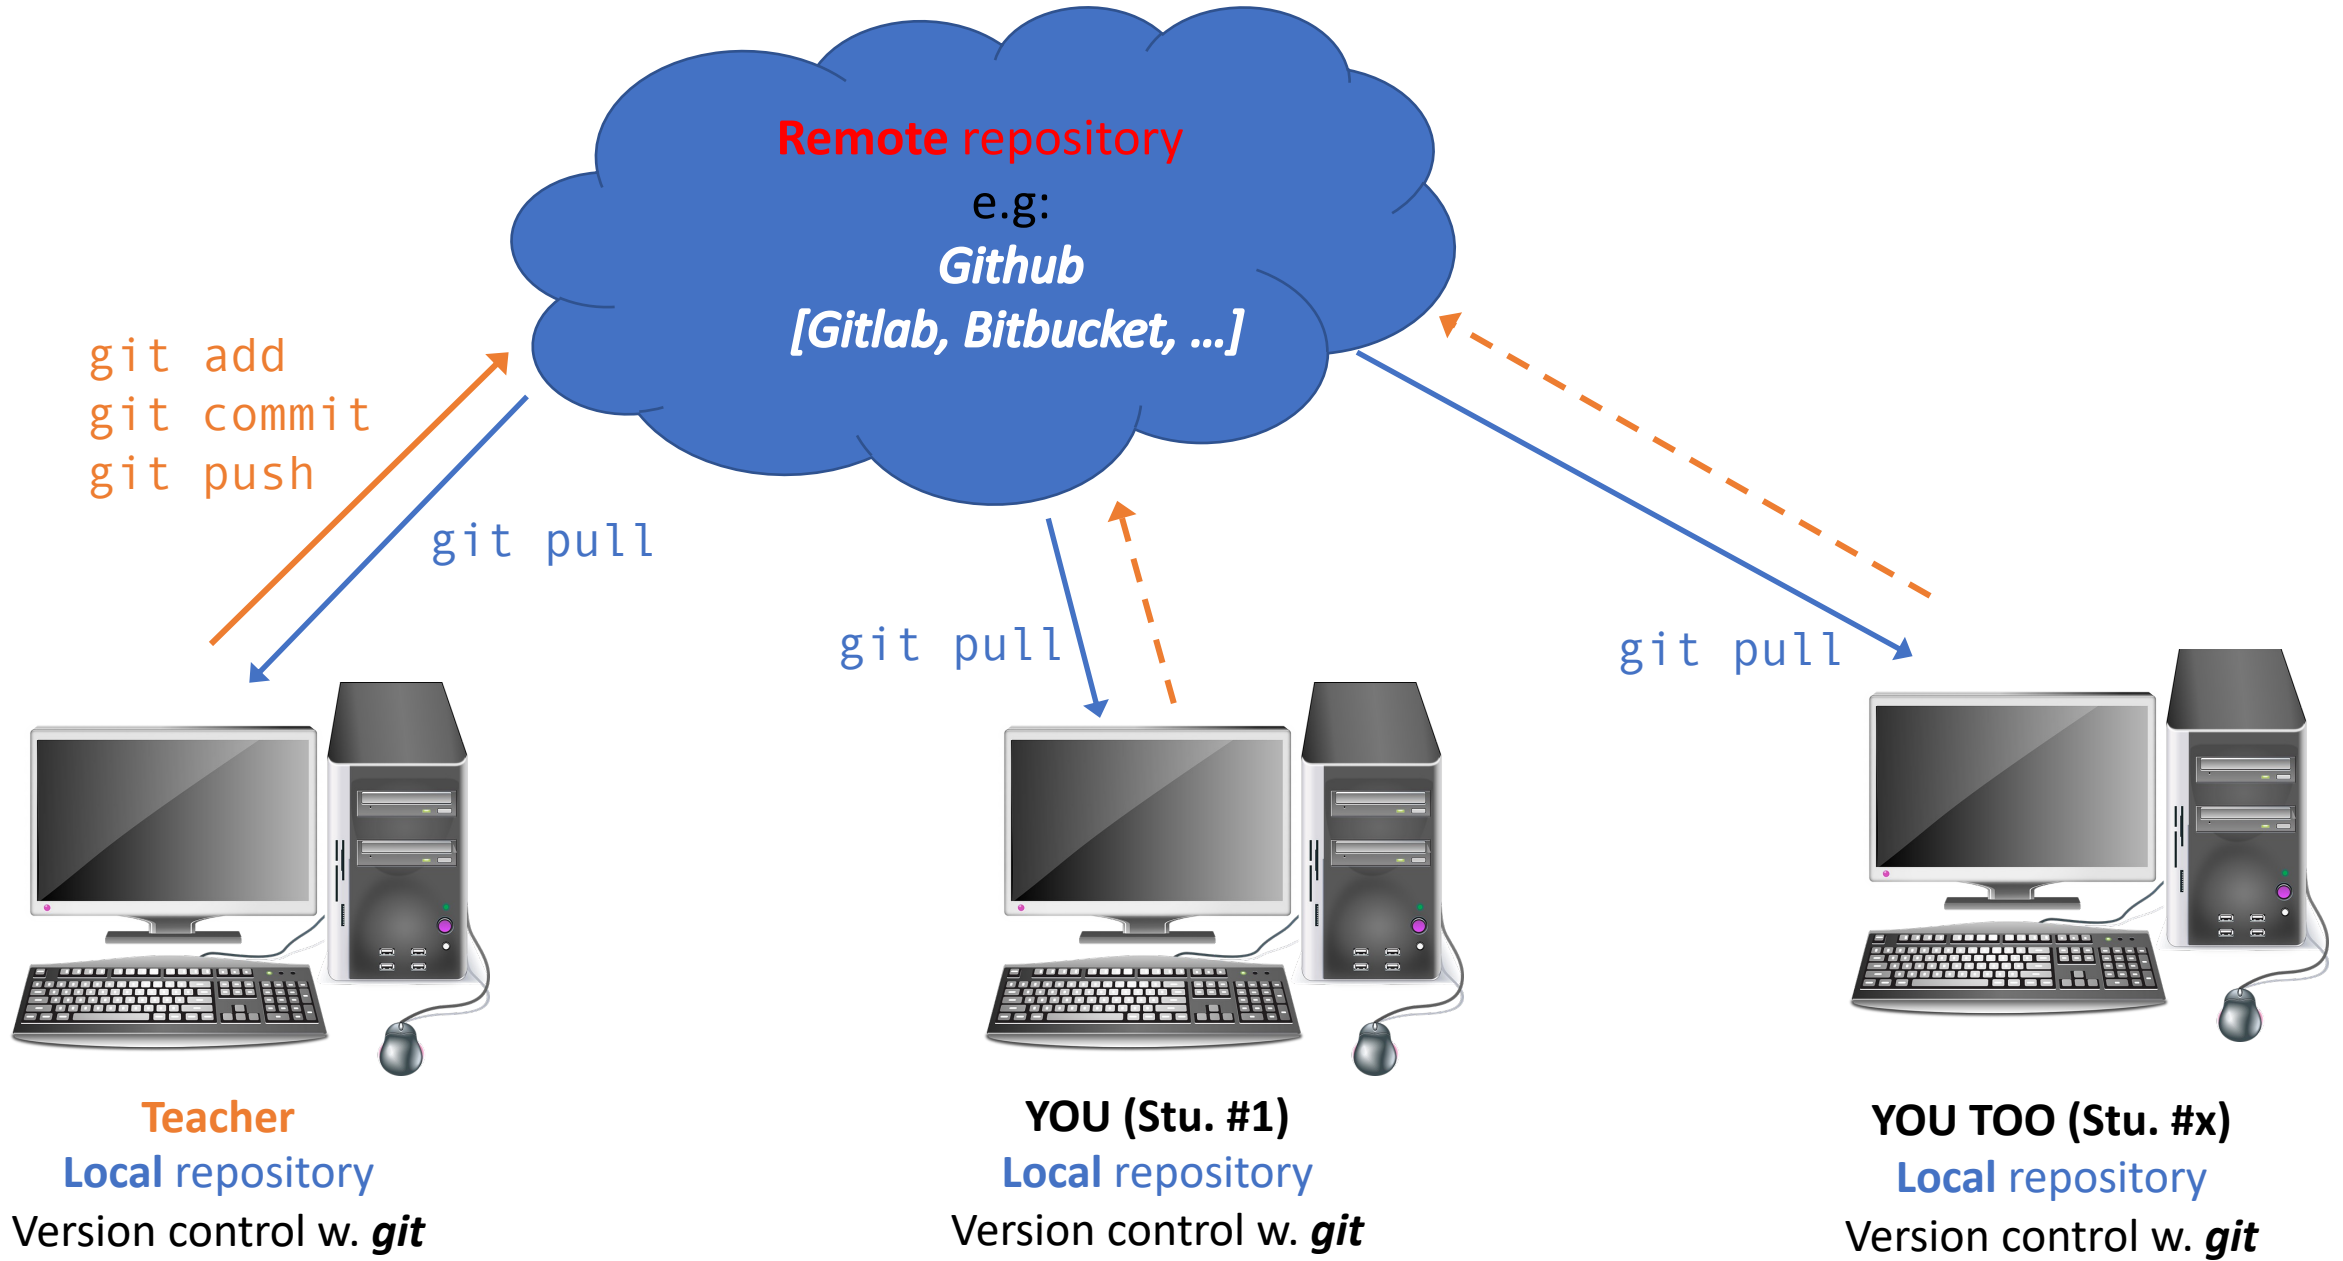 Remote repository
e.g:
Github
[Gitlab, Bitbucket, ...]
git add
git commit
git push
git pull
git pull
git pull
Teacher
Local repository
Version control w. git
YOU (Stu. #1)
Local repository
Version control w. git
YOU TOO (Stu. #x)
Local repository
Version control w. git